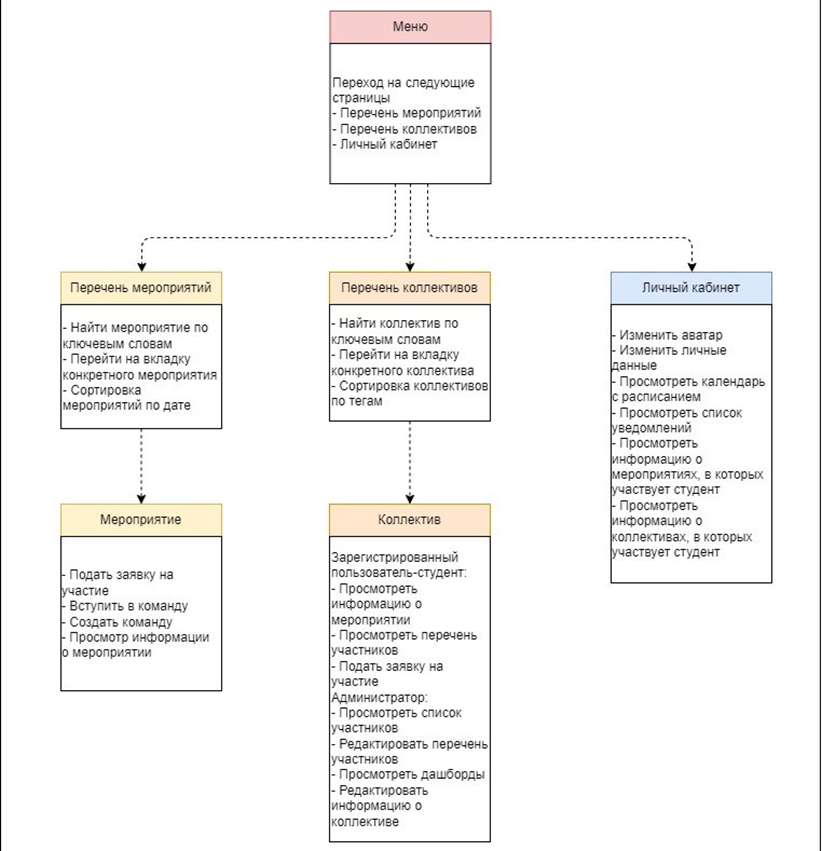 Меню
Переход на следующие
страницы
- Перечень мероприятий
- Перечень коллективов
- Личный кабинет
Перечень мероприятий
- Найти мероприятие по
ключевым словам
- Перейти на вкладку
конкретного мероприятия
- Сортировка
мероприятий по дате
Перечень коллективов
- Найти коллектив по
ключевым словам
- Перейти на вкладку
конкретного коллектива
- Сортировка коллективов
по тегам
Личный кабинет
- Изменить аватар
- Изменить личные
данные
- Просмотреть календарь
с расписанием
- Просмотреть список
уведомлений
- Просмотреть
информацию о
мероприятиях, в которых
участвует студент
- Просмотреть
информацию о
коллективах, в которых
участвует студент
Мероприятие
- Подать заявку на
участие
- Вступить в команду
- Создать команду
- Просмотр информации
о мероприятии
Коллектив
Зарегистрированный
пользователь-студент:
- Просмотреть
информацию о
мероприятии
- Просмотреть перечень
участников
- Подать заявку на
участие
Администратор:
- Просмотреть список
участников
- Редактировать перечень
участников
- Просмотреть дашборды
- Редактировать
информацию о
коллективе